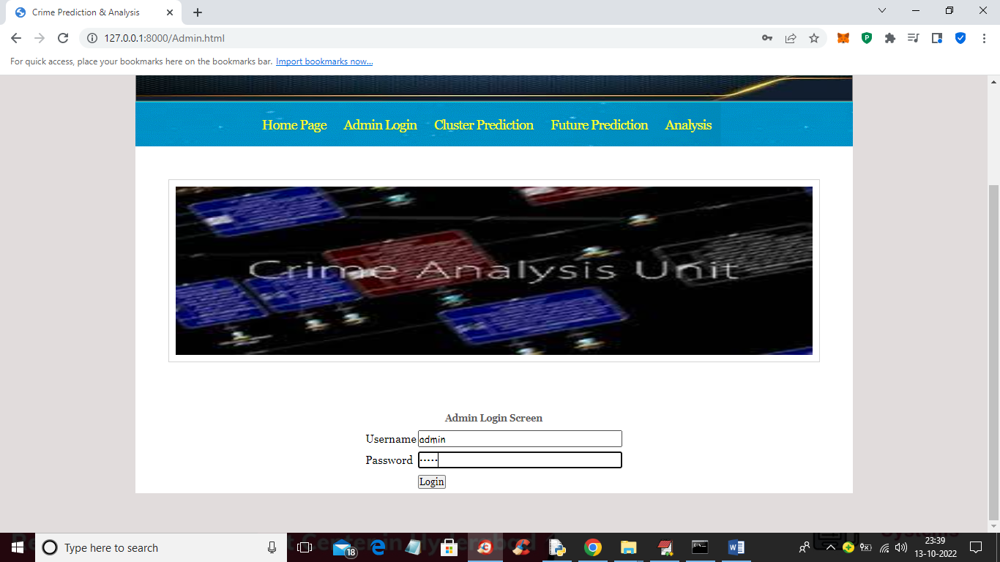 Crime Prediction & Analysis
127.0.0.1:8000/Admin.html
For quick access, place your bookmarks here on the bookmarks bar. Import bookmarks now...
Home Page Admin Login Cluster Prediction Future Prediction Analysis
Crime Analysis Unit
Admin Login Screen
Username admin
Password •••••
Login
Type here to search
18
23:39
13-10-2022